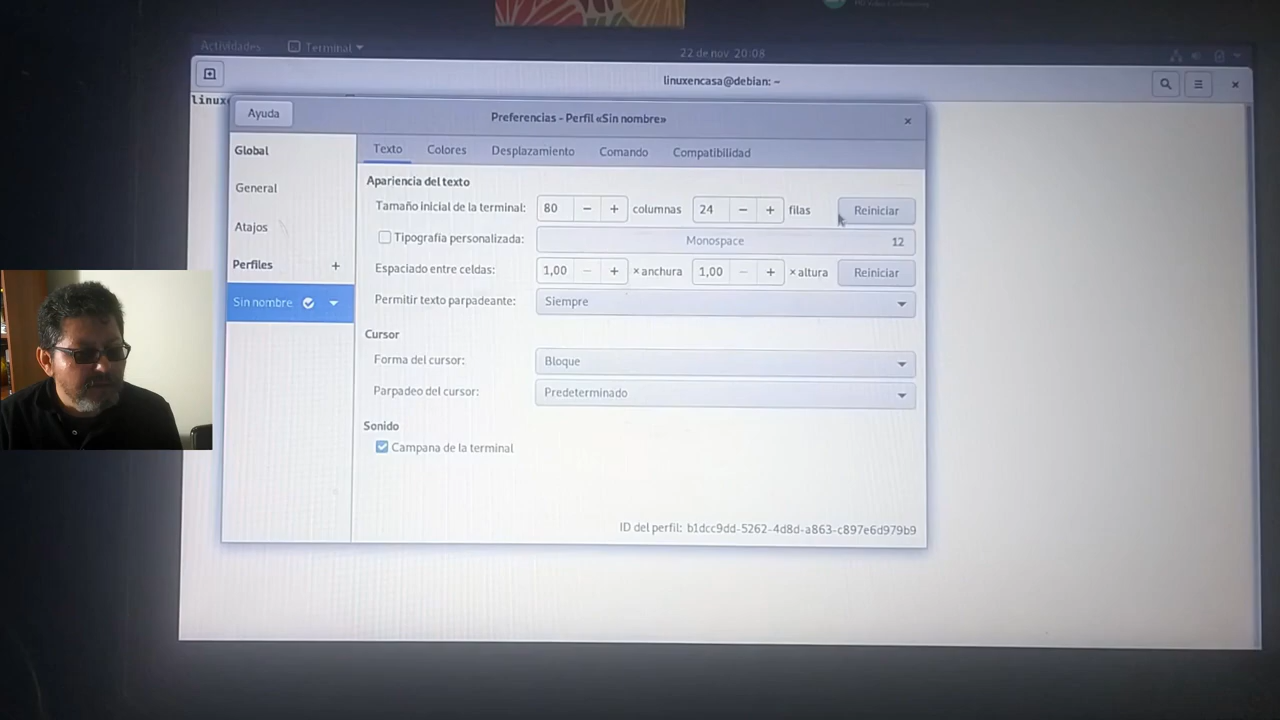 Actividades Terminal 22 de nov 20:08
linuxencasa@debian: ~
linux
Ayuda Preferencias – Perfil «Sin nombre» ×
Global
General
Atajos
Perfiles +
Sin nombre
Texto Colores Desplazamiento Comando Compatibilidad
Apariencia del texto
Tamaño inicial de la terminal: 80 − + columnas 24 − + filas Reiniciar
Tipografía personalizada: Monospace 12
Espaciado entre celdas: 1,00 − + × anchura 1,00 − + × altura Reiniciar
Permitir texto parpadeante: Siempre
Cursor
Forma del cursor: Bloque
Parpadeo del cursor: Predeterminado
Sonido
Campana de la terminal
ID del perfil: b1dcc9dd-5262-4d8d-a863-c897e6d979b9